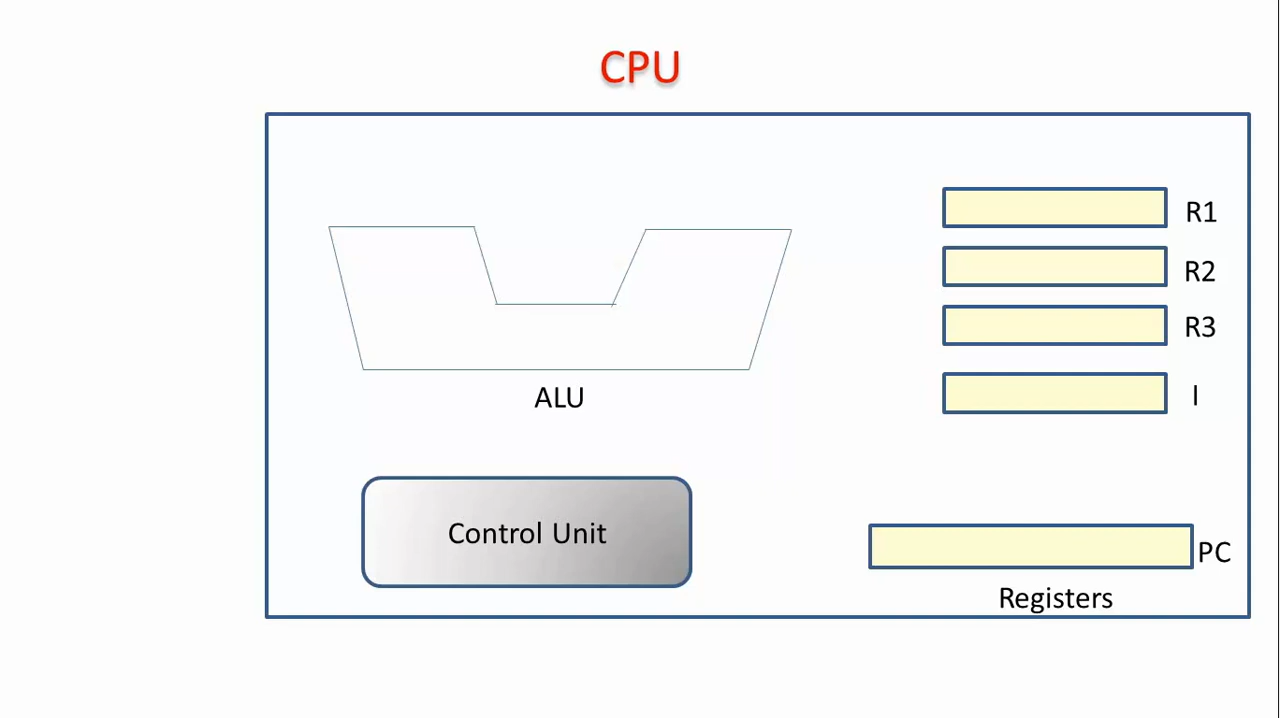 CPU
R1
R2
R3
I
ALU
Control Unit
PC
Registers